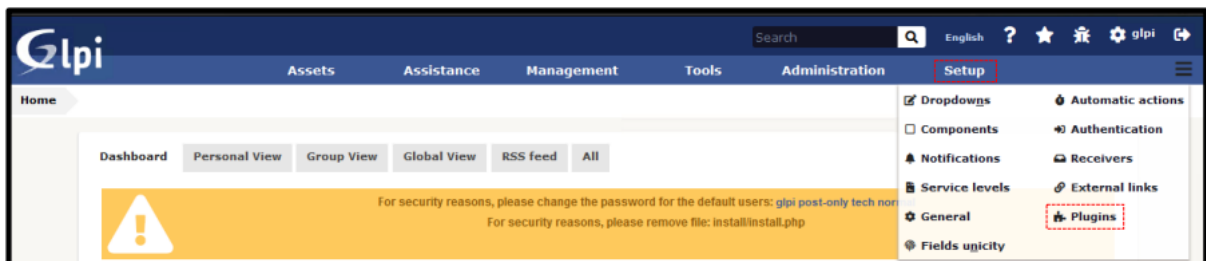 Glpi
Search English ? glpi
Assets Assistance Management Tools Administration Setup
Home
Dropdowns Automatic actions
Components Authentication
Notifications Receivers
Service levels External links
General Plugins
Fields unicity
Dashboard Personal View Group View Global View RSS feed All
For security reasons, please change the password for the default users: glpi post-only tech nor
For security reasons, please remove file: install/install.php